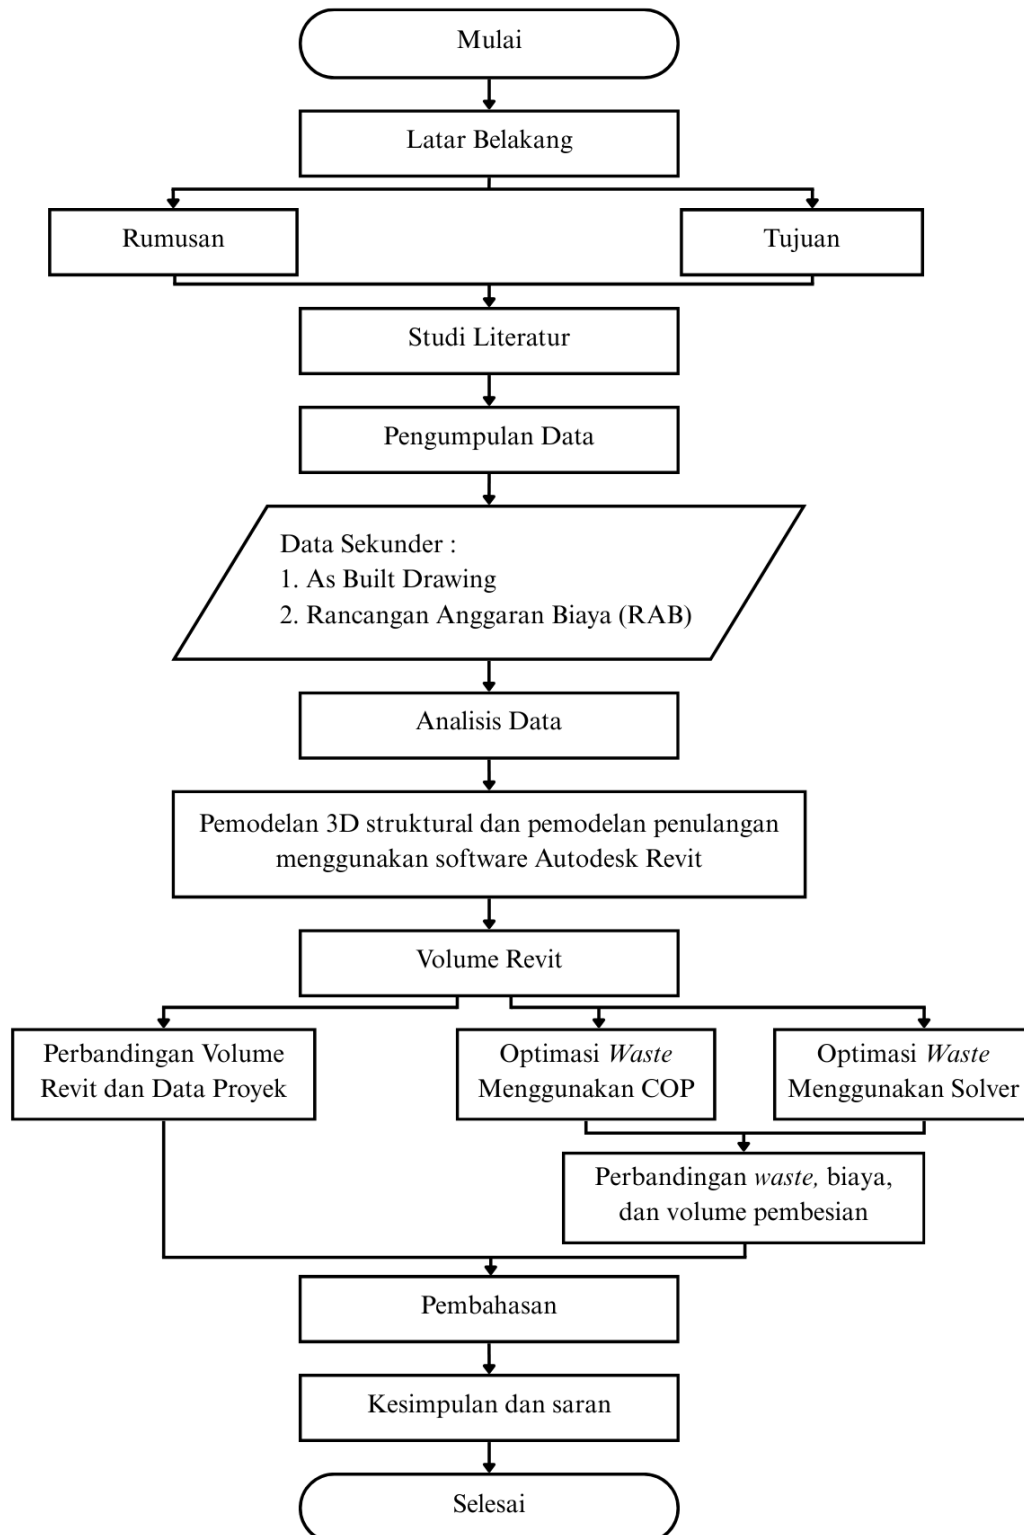 Mulai
Latar Belakang
Rumusan
Tujuan
Studi Literatur
Pengumpulan Data
Data Sekunder :
1. As Built Drawing
2. Rancangan Anggaran Biaya (RAB)
Analisis Data
Pemodelan 3D struktural dan pemodelan penulangan
menggunakan software Autodesk Revit
Volume Revit
Perbandingan Volume
Revit dan Data Proyek
Optimasi Waste
Menggunakan COP
Optimasi Waste
Menggunakan Solver
Perbandingan waste, biaya,
dan volume pembesian
Pembahasan
Kesimpulan dan saran
Selesai